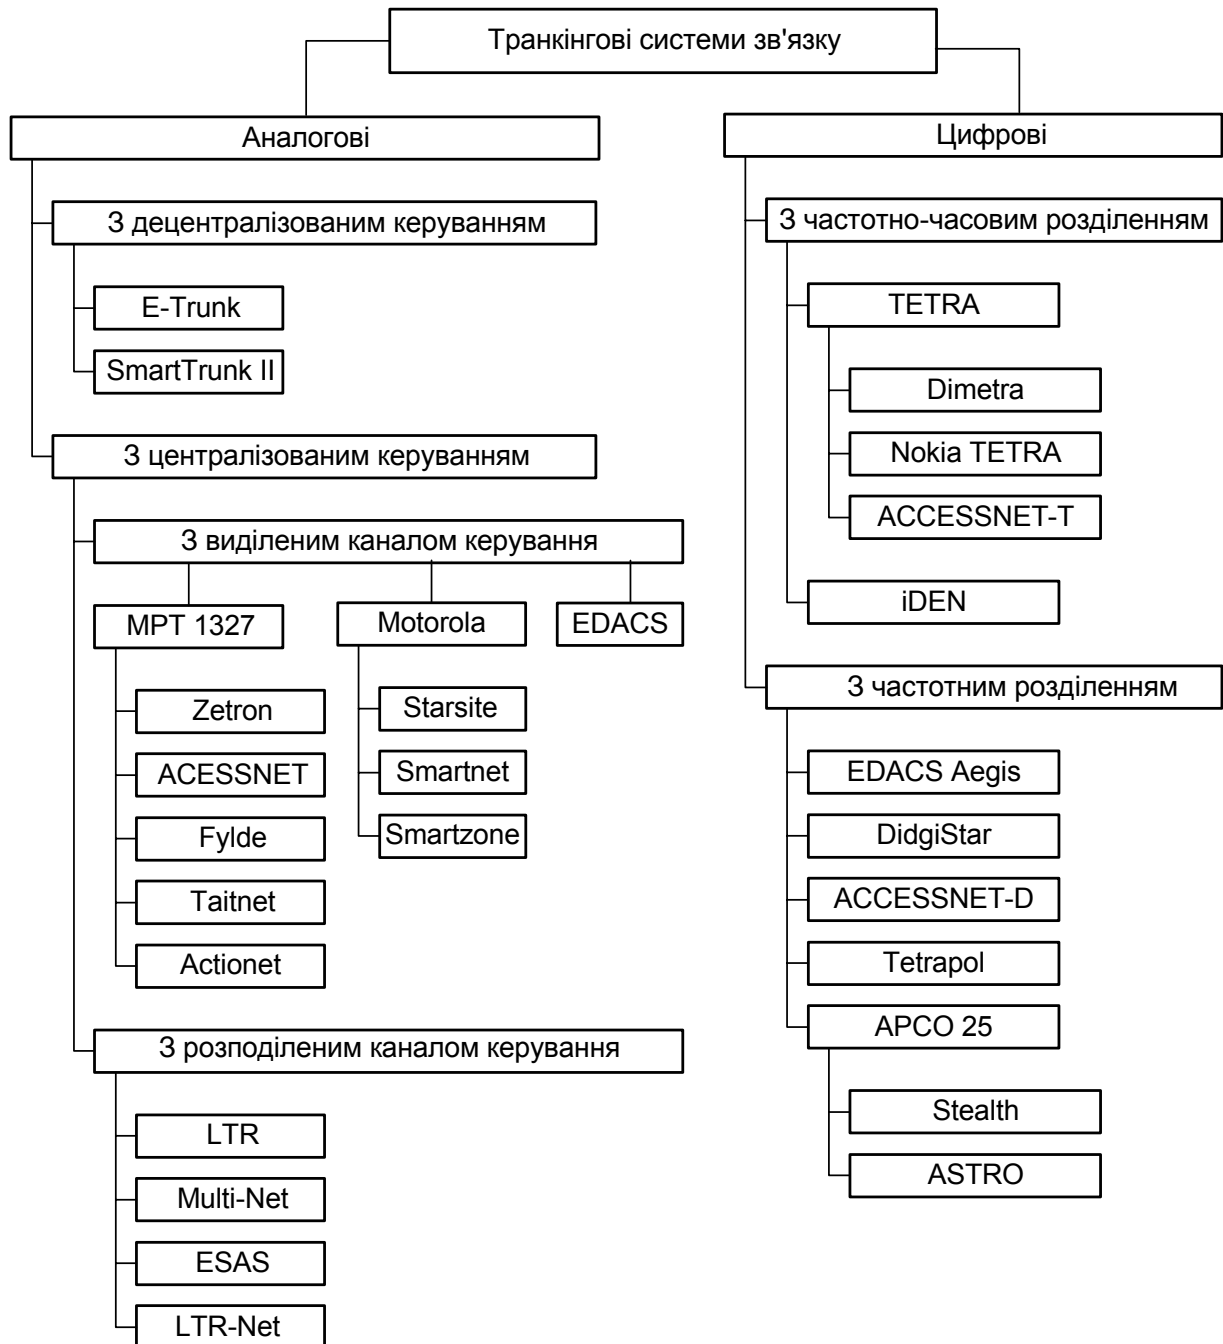 Транкінгові системи зв'язку
Аналогові
З децентралізованим керуванням
E-Trunk
SmartTrunk II
З централізованим керуванням
З виділеним каналом керування
MPT 1327
Zetron
ACESSNET
Fylde
Taitnet
Actionet
Motorola
Starsite
Smartnet
Smartzone
EDACS
З розподіленим каналом керування
LTR
Multi-Net
ESAS
LTR-Net
Цифрові
З частотно-часовим розділенням
TETRA
Dimetra
Nokia TETRA
ACCESSNET-T
iDEN
З частотним розділенням
EDACS Aegis
DidgiStar
ACCESSNET-D
Tetrapol
APCO 25
Stealth
ASTRO